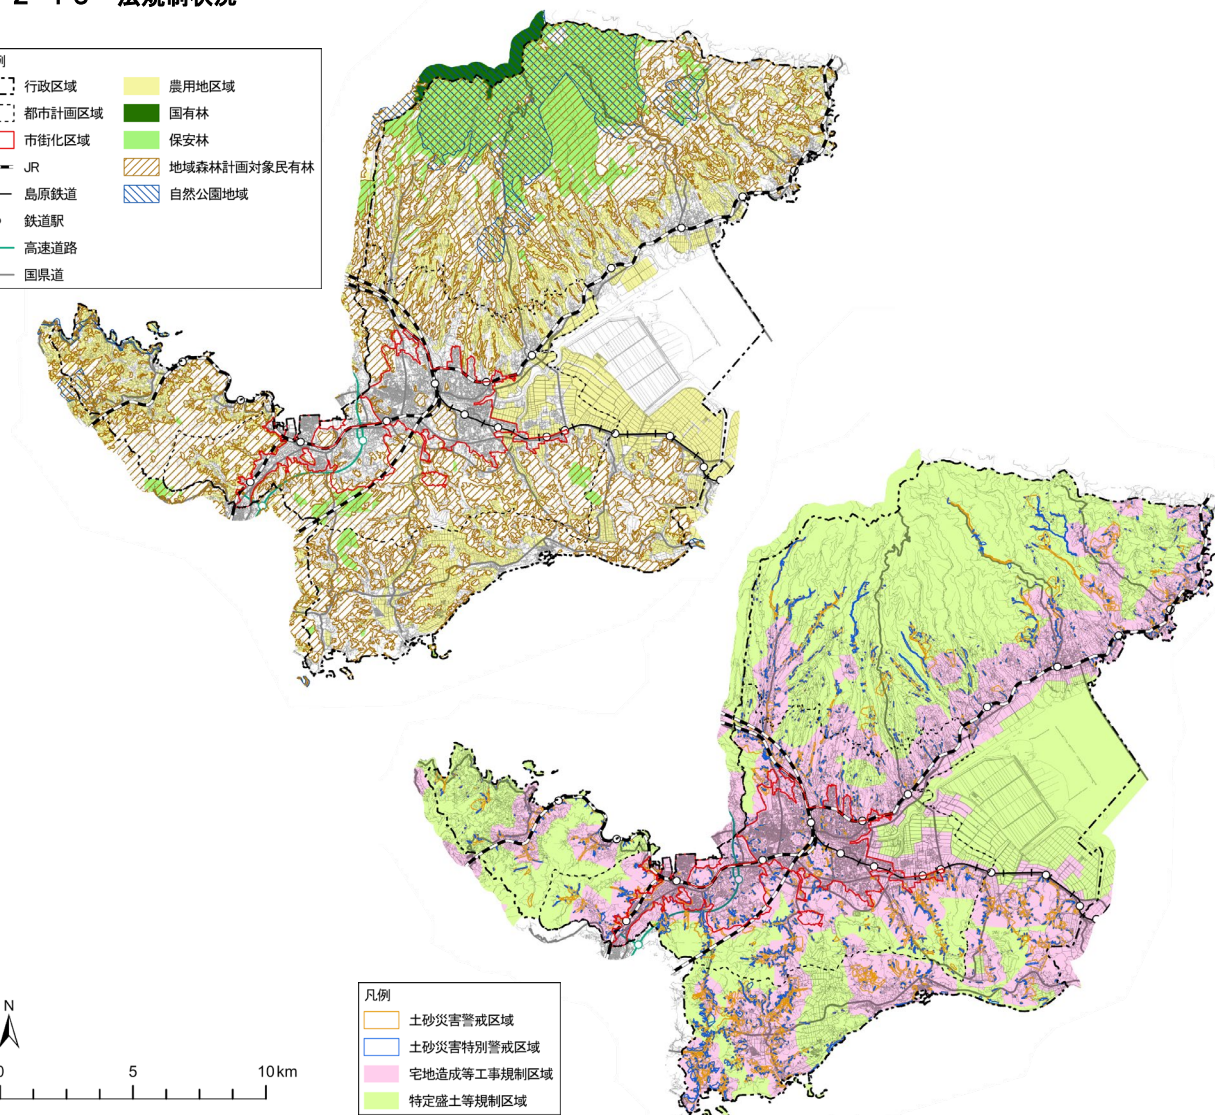 2-13 法規制状況
例
行政区域
都市計画区域
市街化区域
JR
島原鉄道
鉄道駅
高速道路
国県道
農用地区域
国有林
保安林
地域森林計画対象民有林
自然公園地域
凡例
土砂災害警戒区域
土砂災害特別警戒区域
宅地造成等工事規制区域
特定盛土等規制区域
N
0 5 10km